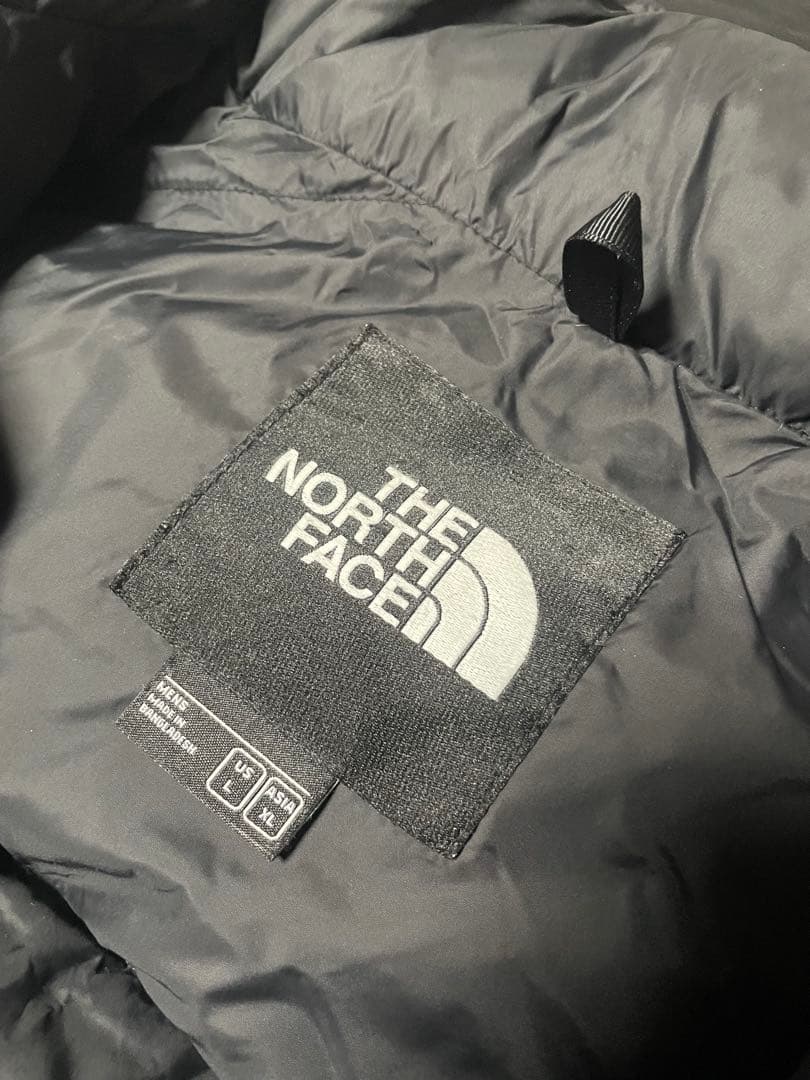 THE
NORTH
FACE
MENS
MADE IN
BANGLADESH
US
L
ASIA
XL